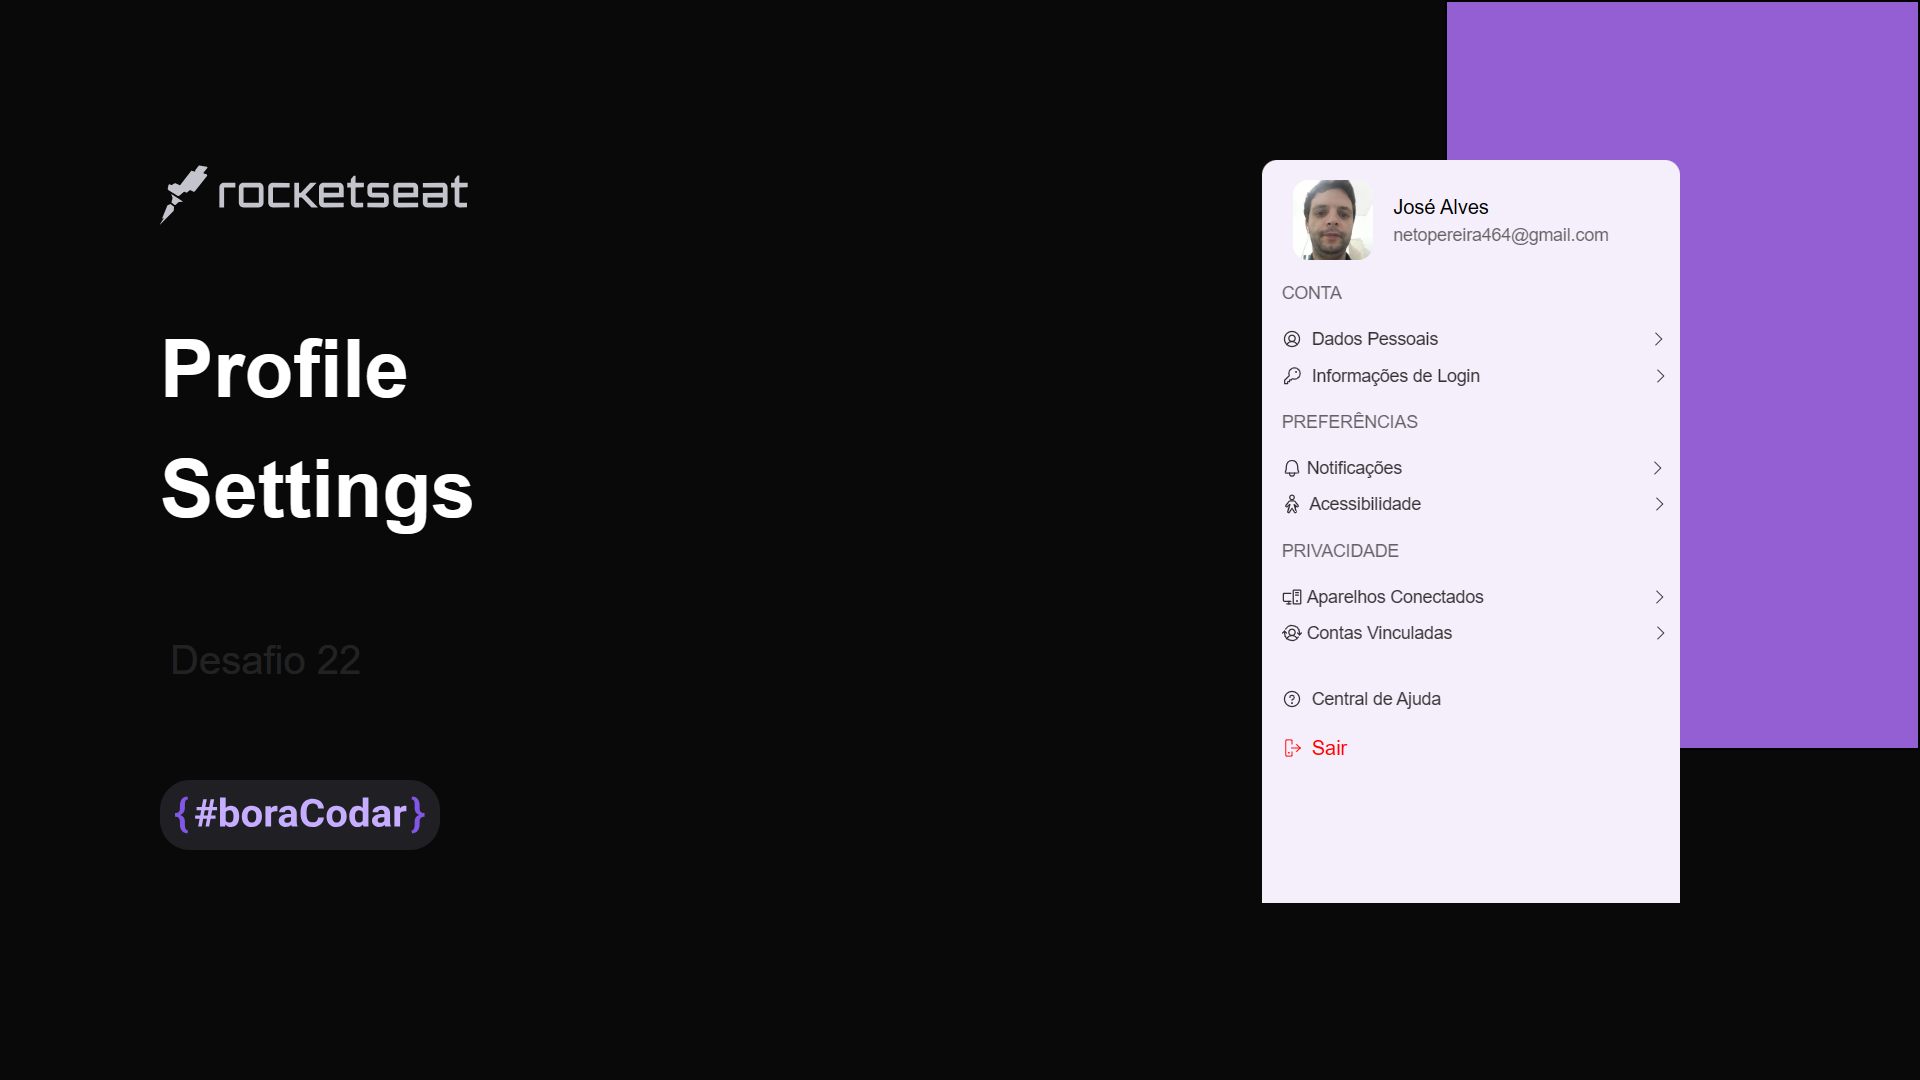 rocketseat
Profile
Settings
Desafio 22
{#boraCodar}
José Alves
netopereira464@gmail.com
CONTA
Dados Pessoais
Informações de Login
PREFERÊNCIAS
Notificações
Acessibilidade
PRIVACIDADE
Aparelhos Conectados
Contas Vinculadas
Central de Ajuda
Sair